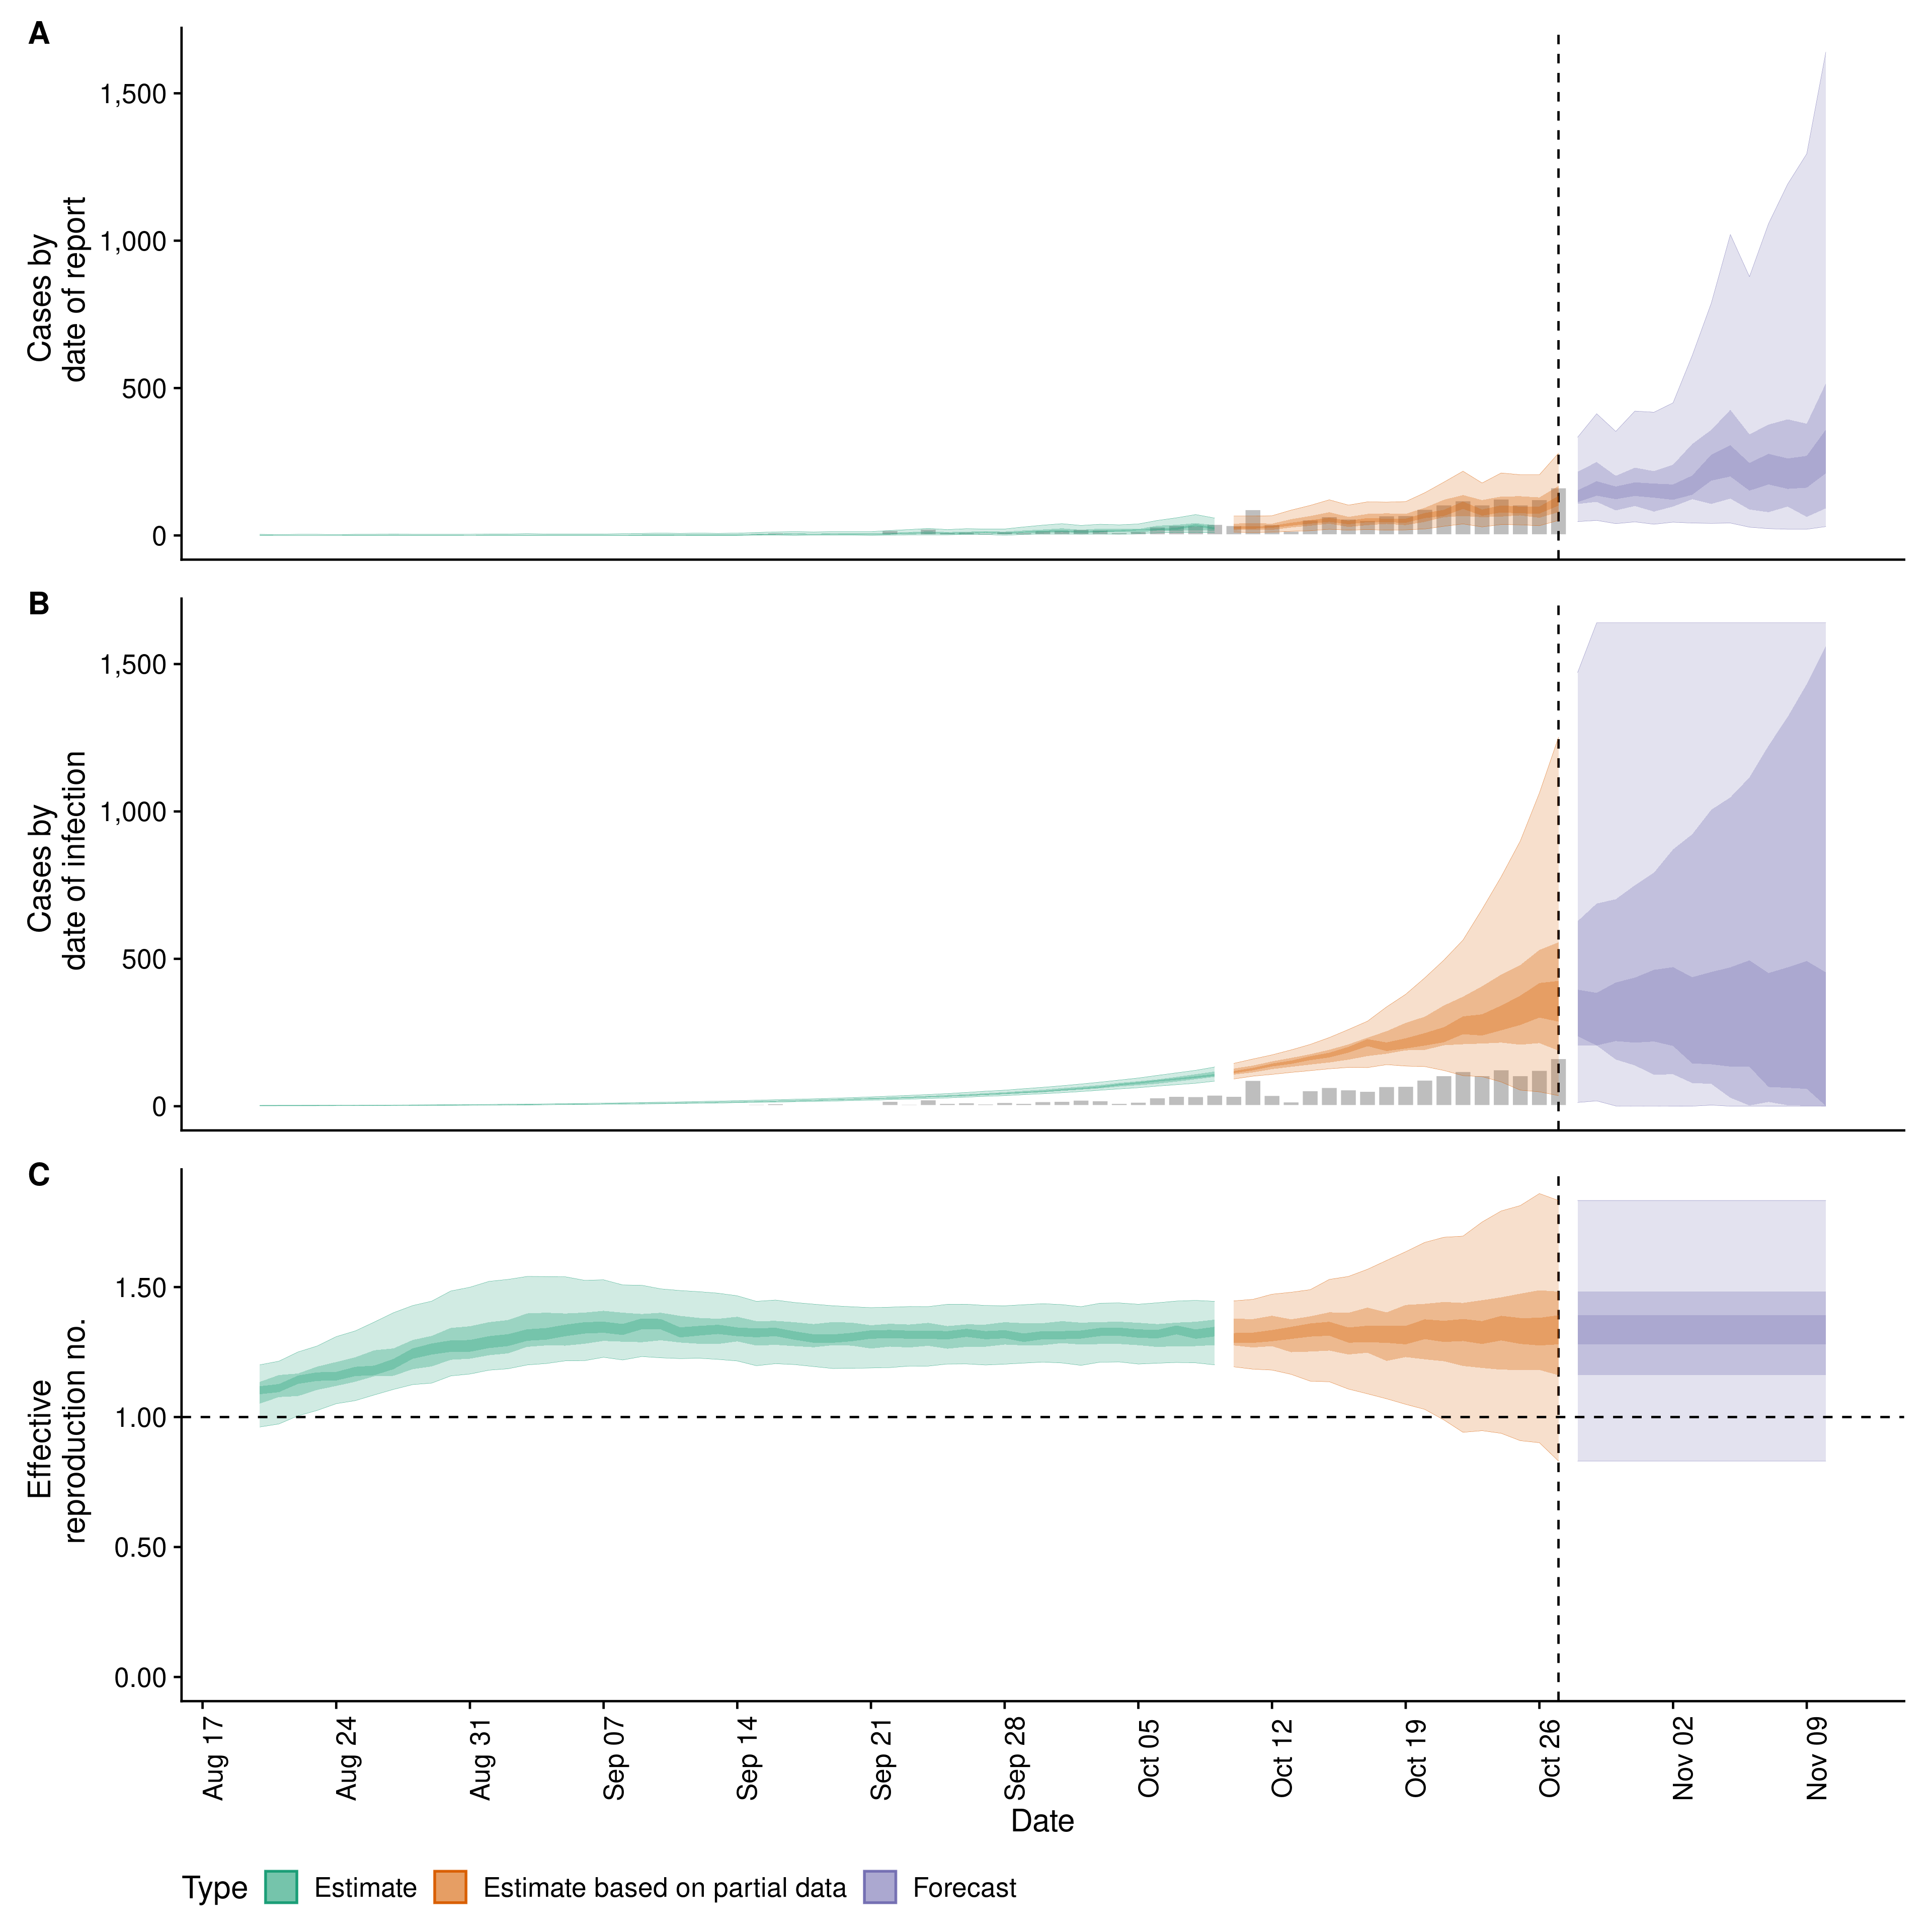 A
Cases by
date of report
1,500
1,000
500
0
B
Cases by
date of infection
1,500
1,000
500
0
C
Effective
reproduction no.
1.50
1.00
0.50
0.00
Aug 17
Aug 24
Aug 31
Sep 07
Sep 14
Sep 21
Sep 28
Oct 05
Oct 12
Oct 19
Oct 26
Nov 02
Nov 09
Date
Type Estimate Estimate based on partial data Forecast